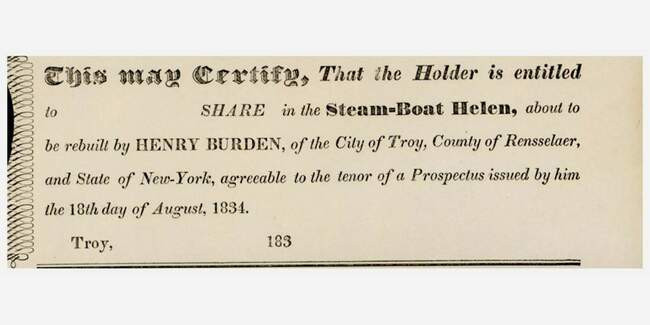 This may Certify, That the Holder is entitled
to SHARE in the Steam-Boat Helen, about to
be rebuilt by HENRY BURDEN, of the City of Troy, County of Rensselaer,
and State of New-York, agreeable to the tenor of a Prospectus issued by him
the 18th day of August, 1834.
Troy, 183